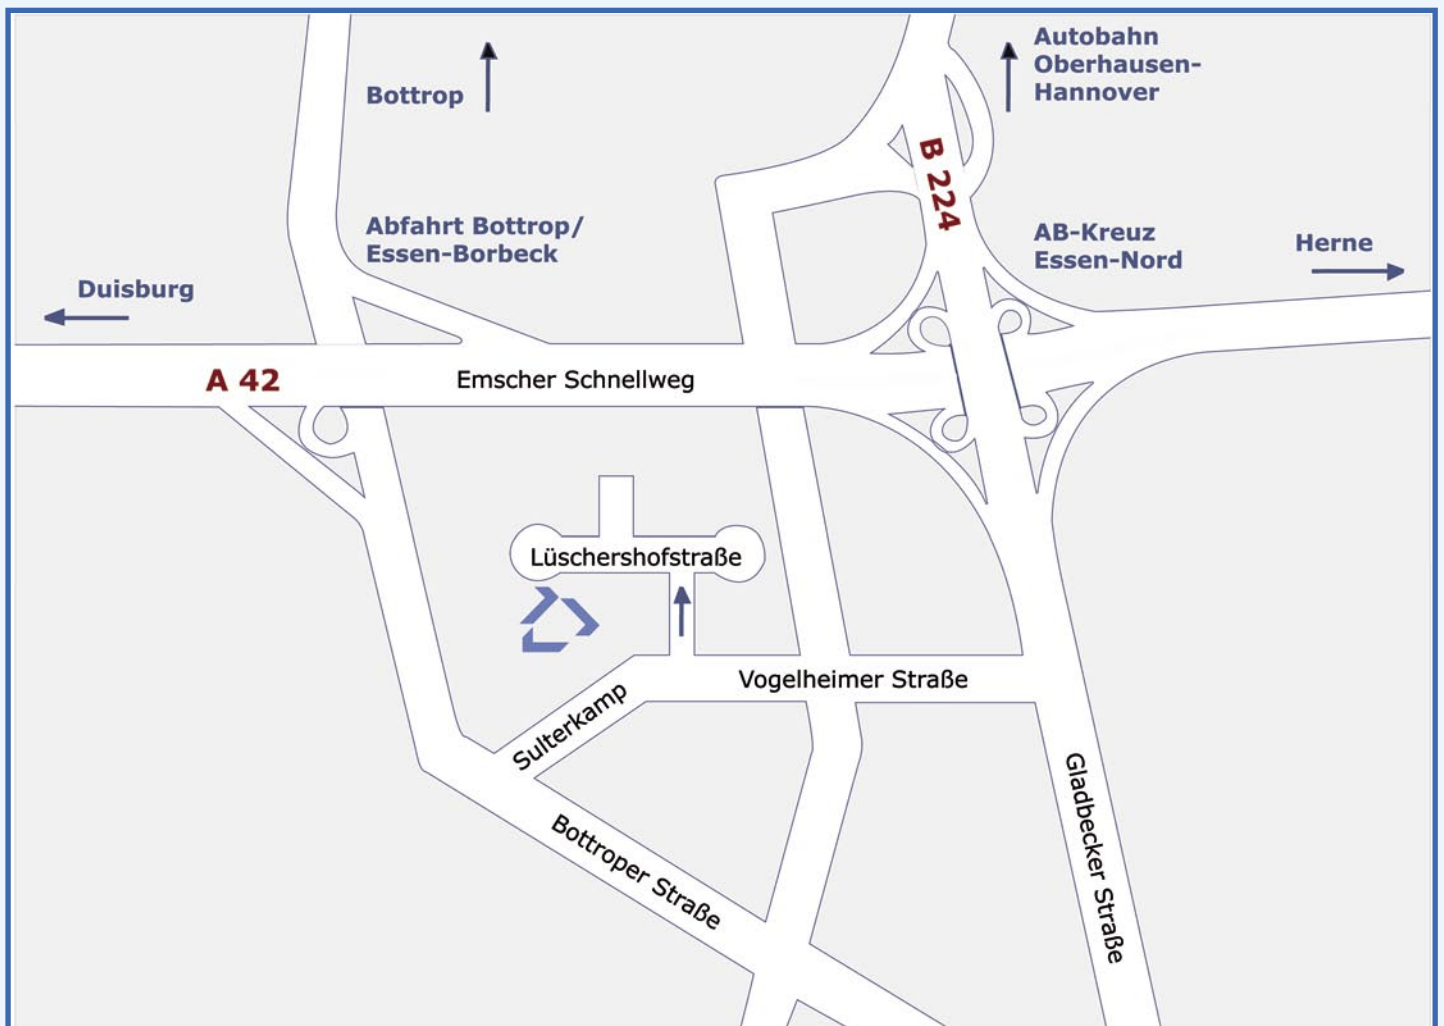 Autobahn
Oberhausen-
Hannover
Bottrop
B 224
Abfahrt Bottrop/
Essen-Borbeck
AB-Kreuz
Essen-Nord
Herne
Duisburg
A 42
Emscher Schnellweg
Lüschershofstraße
Vogelheimer Straße
Sulterkamp
Bottroper Straße
Gladbecker Straße